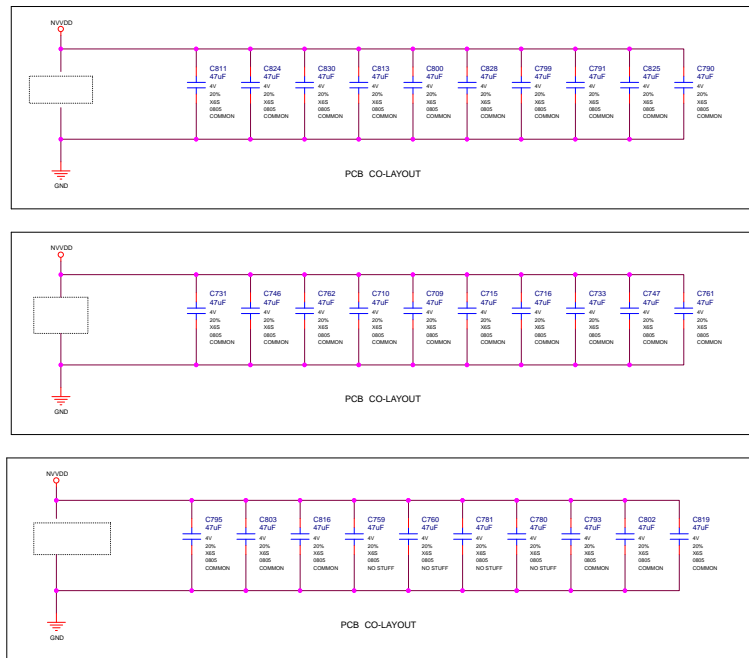 NVVDD
C811 C824 C830 C813 C800 C828 C799 C791 C825 C790
47uF 47uF 47uF 47uF 47uF 47uF 47uF 47uF 47uF 47uF
4V 4V 4V 4V 4V 4V 4V 4V 4V 4V
20% 20% 20% 20% 20% 20% 20% 20% 20% 20%
X6S X6S X6S X6S X6S X6S X6S X6S X6S X6S
0805 0805 0805 0805 0805 0805 0805 0805 0805 0805
COMMON COMMON COMMON COMMON COMMON COMMON COMMON COMMON COMMON COMMON
PCB CO-LAYOUT
GND
NVVDD
C731 C746 C762 C710 C709 C715 C716 C733 C747 C761
47uF 47uF 47uF 47uF 47uF 47uF 47uF 47uF 47uF 47uF
4V 4V 4V 4V 4V 4V 4V 4V 4V 4V
20% 20% 20% 20% 20% 20% 20% 20% 20% 20%
X6S X6S X6S X6S X6S X6S X6S X6S X6S X6S
0805 0805 0805 0805 0805 0805 0805 0805 0805 0805
COMMON COMMON COMMON COMMON COMMON COMMON COMMON COMMON COMMON COMMON
PCB CO-LAYOUT
GND
NVVDD
C795 C803 C816 C759 C760 C781 C780 C793 C802 C819
47uF 47uF 47uF 47uF 47uF 47uF 47uF 47uF 47uF 47uF
4V 4V 4V 4V 4V 4V 4V 4V 4V 4V
20% 20% 20% 20% 20% 20% 20% 20% 20% 20%
X6S X6S X6S X6S X6S X6S X6S X6S X6S X6S
0805 0805 0805 0805 0805 0805 0805 0805 0805 0805
COMMON COMMON COMMON NO STUFF NO STUFF NO STUFF NO STUFF COMMON COMMON COMMON
PCB CO-LAYOUT
GND